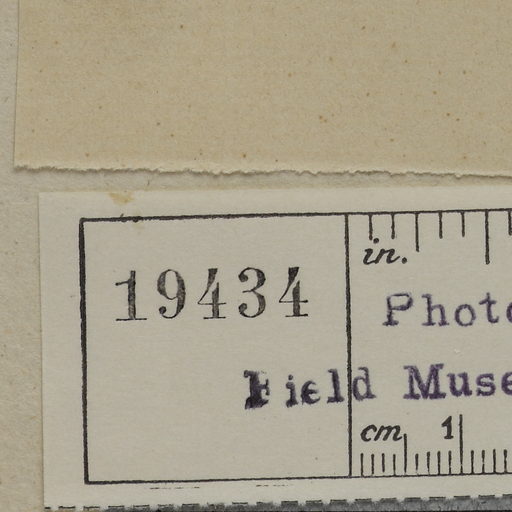 in.
19434
Photo
Field Muse
cm 1